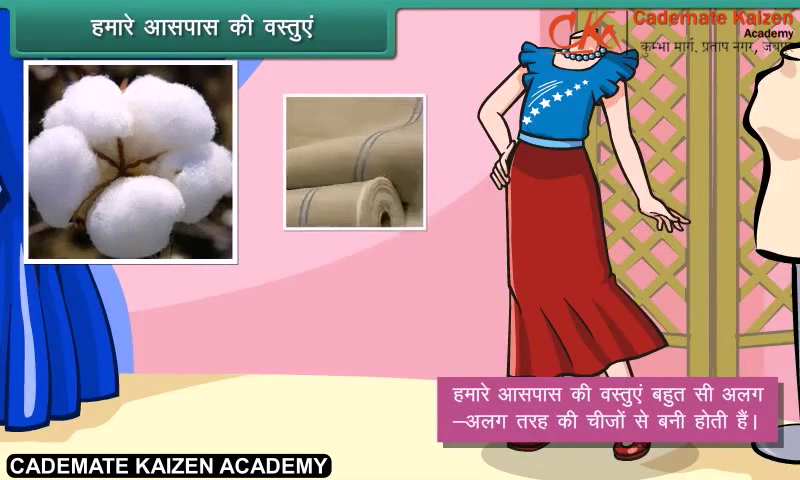 हमारे आसपास की वस्तुएं
Cademate Kaizen
Academy
कुम्भा मार्ग, प्रताप नगर,
हमारे आसपास की वस्तुएं बहुत सी अलग
–अलग तरह की चीजों से बनी होती हैं।
CADEMATE KAIZEN ACADEMY